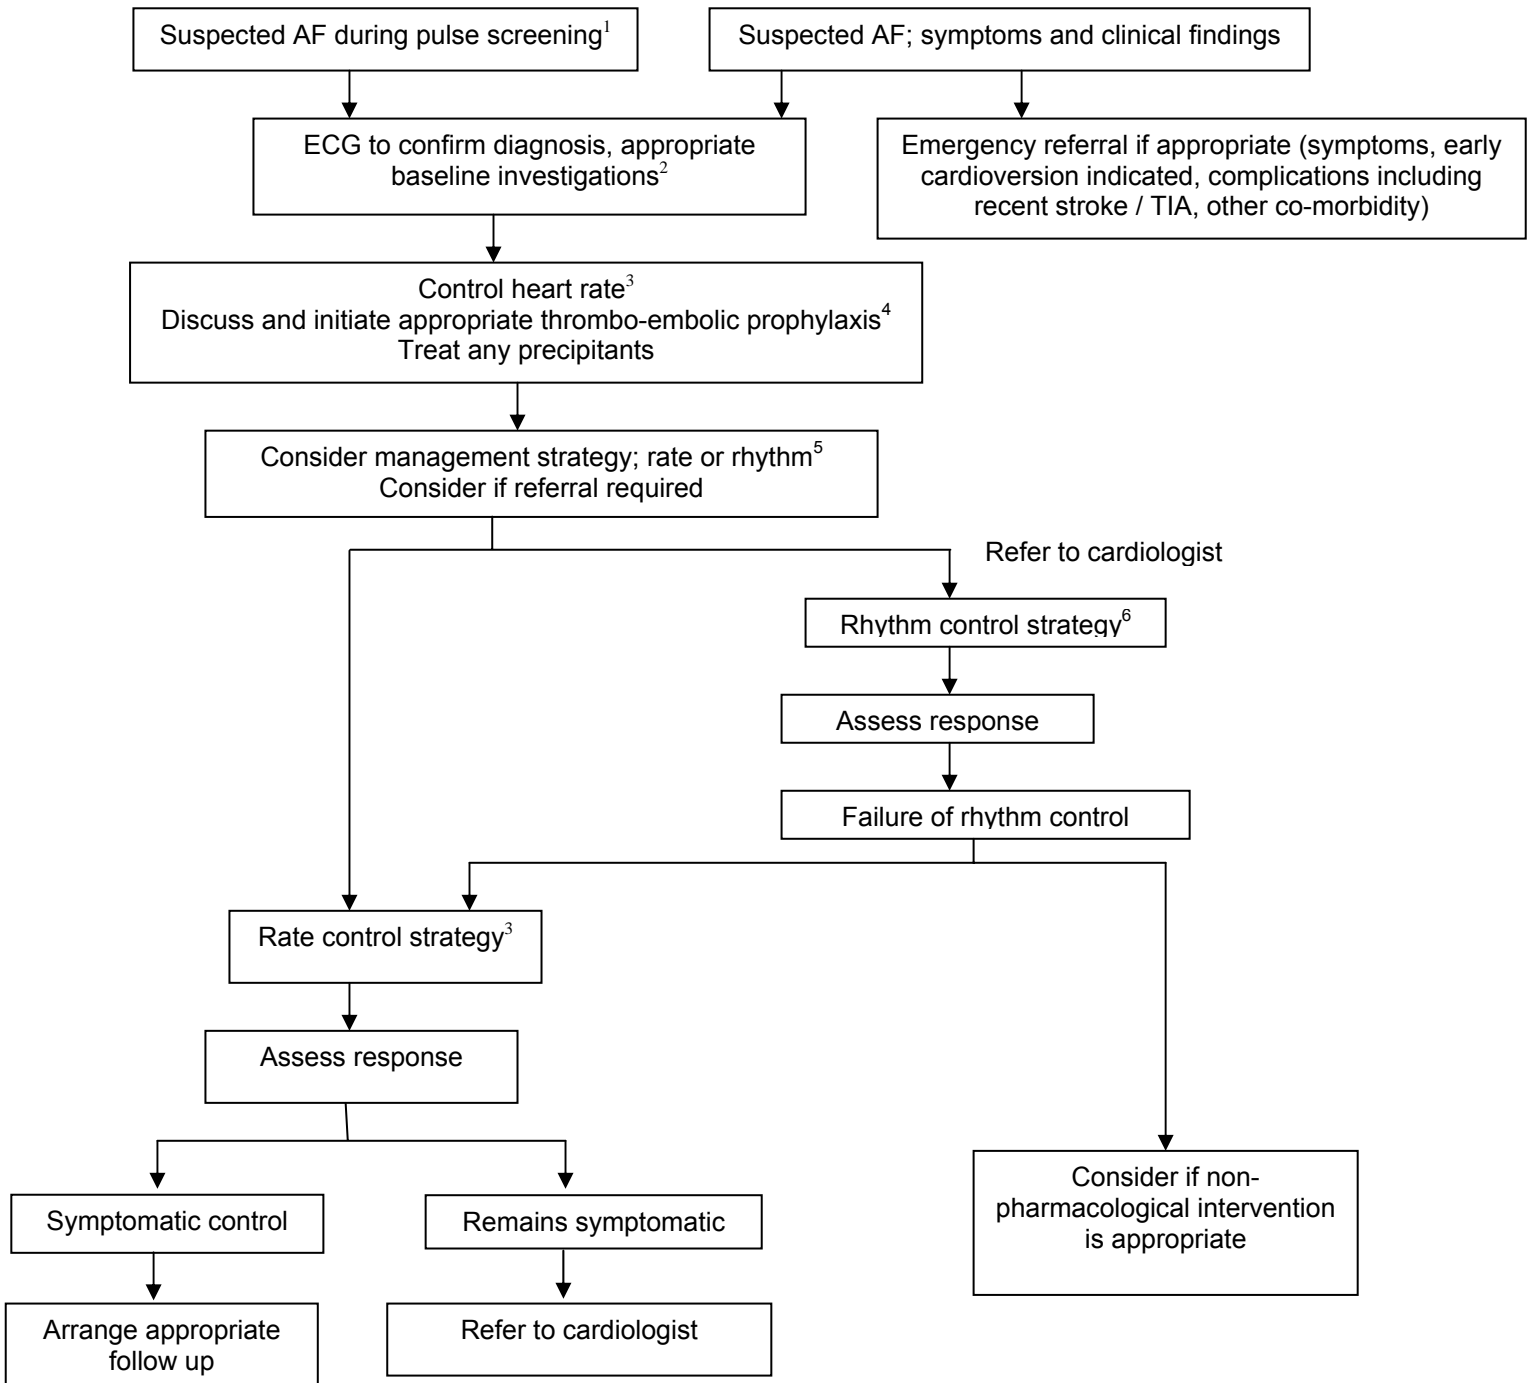 Suspected AF during pulse screening¹
Suspected AF; symptoms and clinical findings
ECG to confirm diagnosis, appropriate
baseline investigations²
Emergency referral if appropriate (symptoms, early
cardioversion indicated, complications including
recent stroke / TIA, other co-morbidity)
Control heart rate³
Discuss and initiate appropriate thrombo-embolic prophylaxis⁴
Treat any precipitants
Consider management strategy; rate or rhythm⁵
Consider if referral required
Refer to cardiologist
Rhythm control strategy⁶
Assess response
Failure of rhythm control
Rate control strategy³
Assess response
Symptomatic control
Remains symptomatic
Consider if non-
pharmacological intervention
is appropriate
Arrange appropriate
follow up
Refer to cardiologist